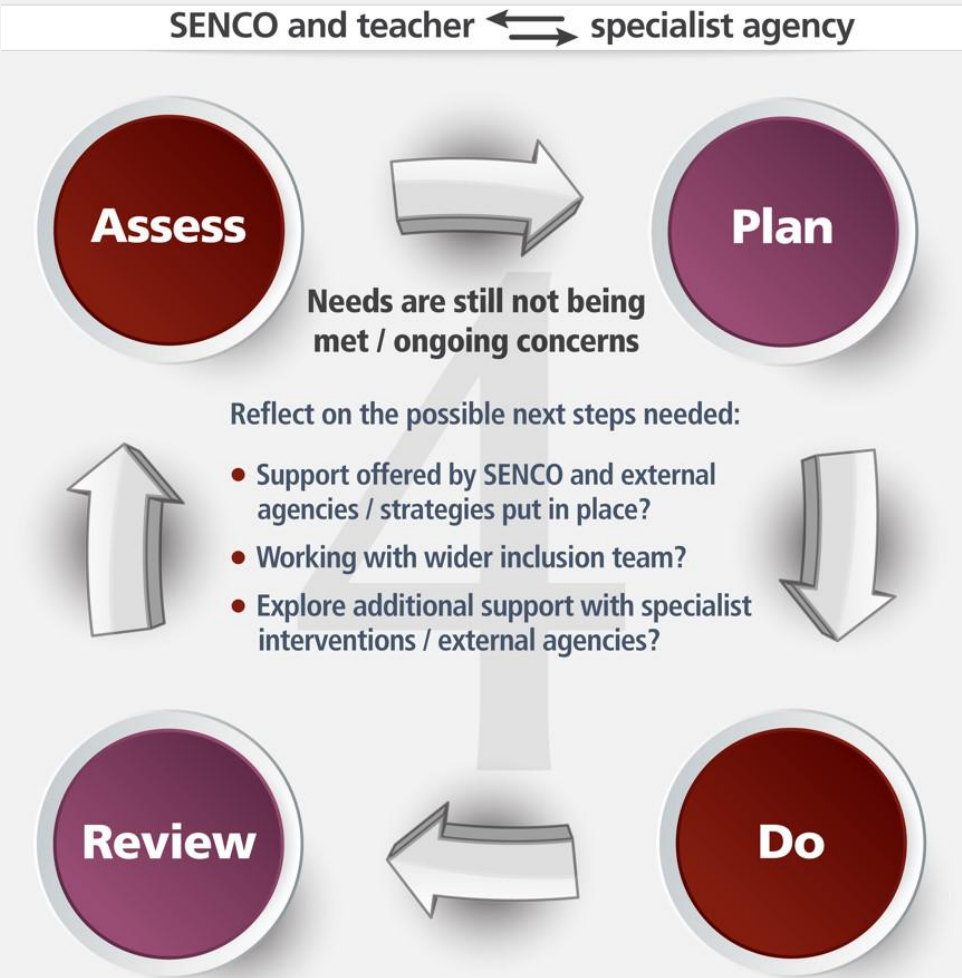 SENCO and teacher specialist agency
Assess
Plan
Needs are still not being
met / ongoing concerns
Reflect on the possible next steps needed:
Support offered by SENCO and external
agencies / strategies put in place?
Working with wider inclusion team?
Explore additional support with specialist
interventions / external agencies?
4
Review
Do